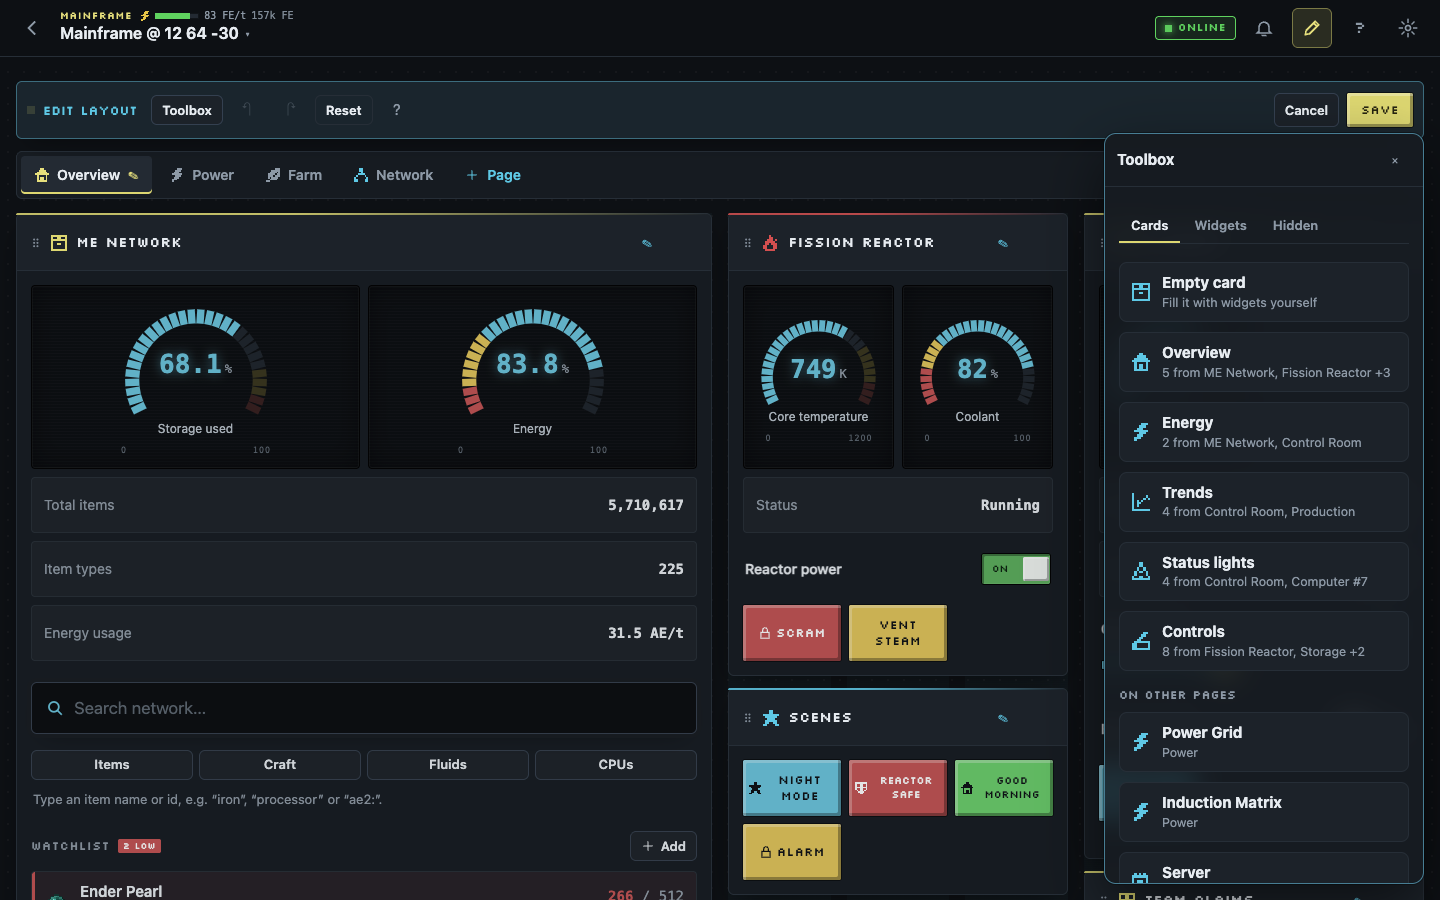 MAINFRAME 83 FE/t 157k FE
Mainframe @ 12 64 -30
ONLINE
?
EDIT LAYOUT
Toolbox
Reset
?
Cancel
SAVE
Overview
Power
Farm
Network
+ Page
Toolbox
×
Cards
Widgets
Hidden
Empty card
Fill it with widgets yourself
Overview
5 from ME Network, Fission Reactor +3
Energy
2 from ME Network, Control Room
Trends
4 from Control Room, Production
Status lights
4 from Control Room, Computer #7
Controls
8 from Fission Reactor, Storage +2
ON OTHER PAGES
Power Grid
Power
Induction Matrix
Power
Server
ME NETWORK
68.1%
Storage used
0 100
83.8%
Energy
0 100
Total items 5,710,617
Item types 225
Energy usage 31.5 AE/t
Search network...
Items
Craft
Fluids
CPUs
Type an item name or id, e.g. “iron”, “processor” or “ae2:”.
WATCHLIST 2 LOW
+ Add
Ender Pearl
266 / 512
FISSION REACTOR
749 K
Core temperature
0 1200
82 %
Coolant
0 100
Status Running
Reactor power ON
SCRAM
VENT
STEAM
SCENES
NIGHT
MODE
REACTOR
SAFE
GOOD
MORNING
ALARM
TEAM CLAIMS